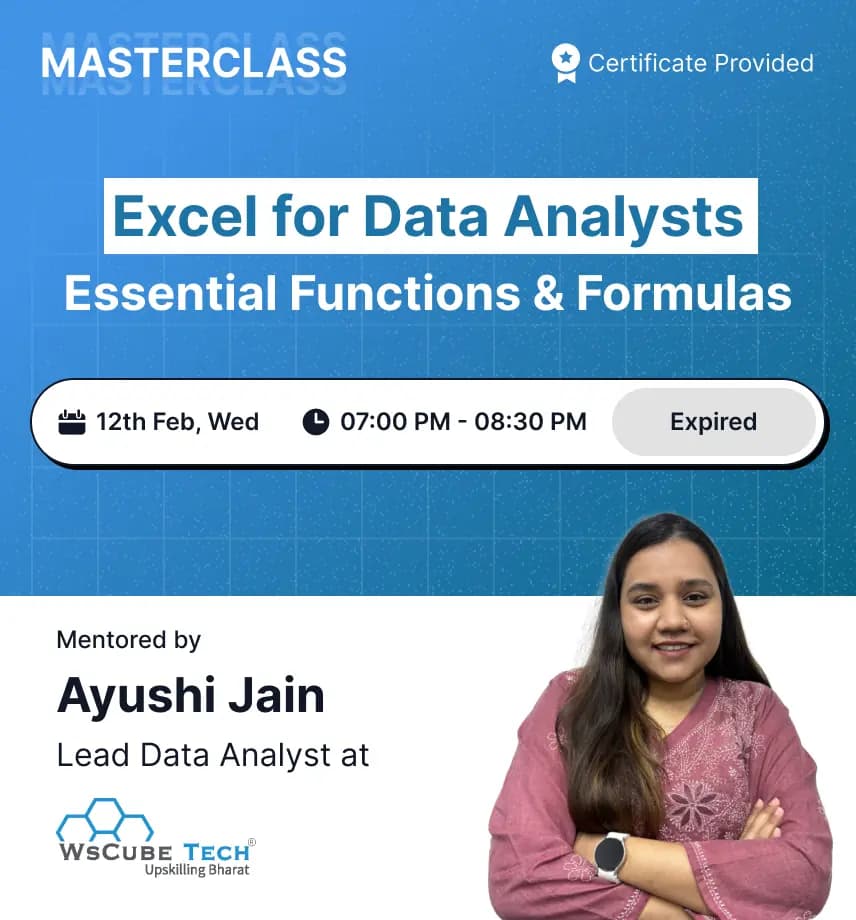 MASTERCLASS
Certificate Provided
Excel for Data Analysts
Essential Functions & Formulas
12th Feb, Wed
07:00 PM - 08:30 PM
Expired
Mentored by
Ayushi Jain
Lead Data Analyst at
WSCUBE TECH®
Upskilling Bharat